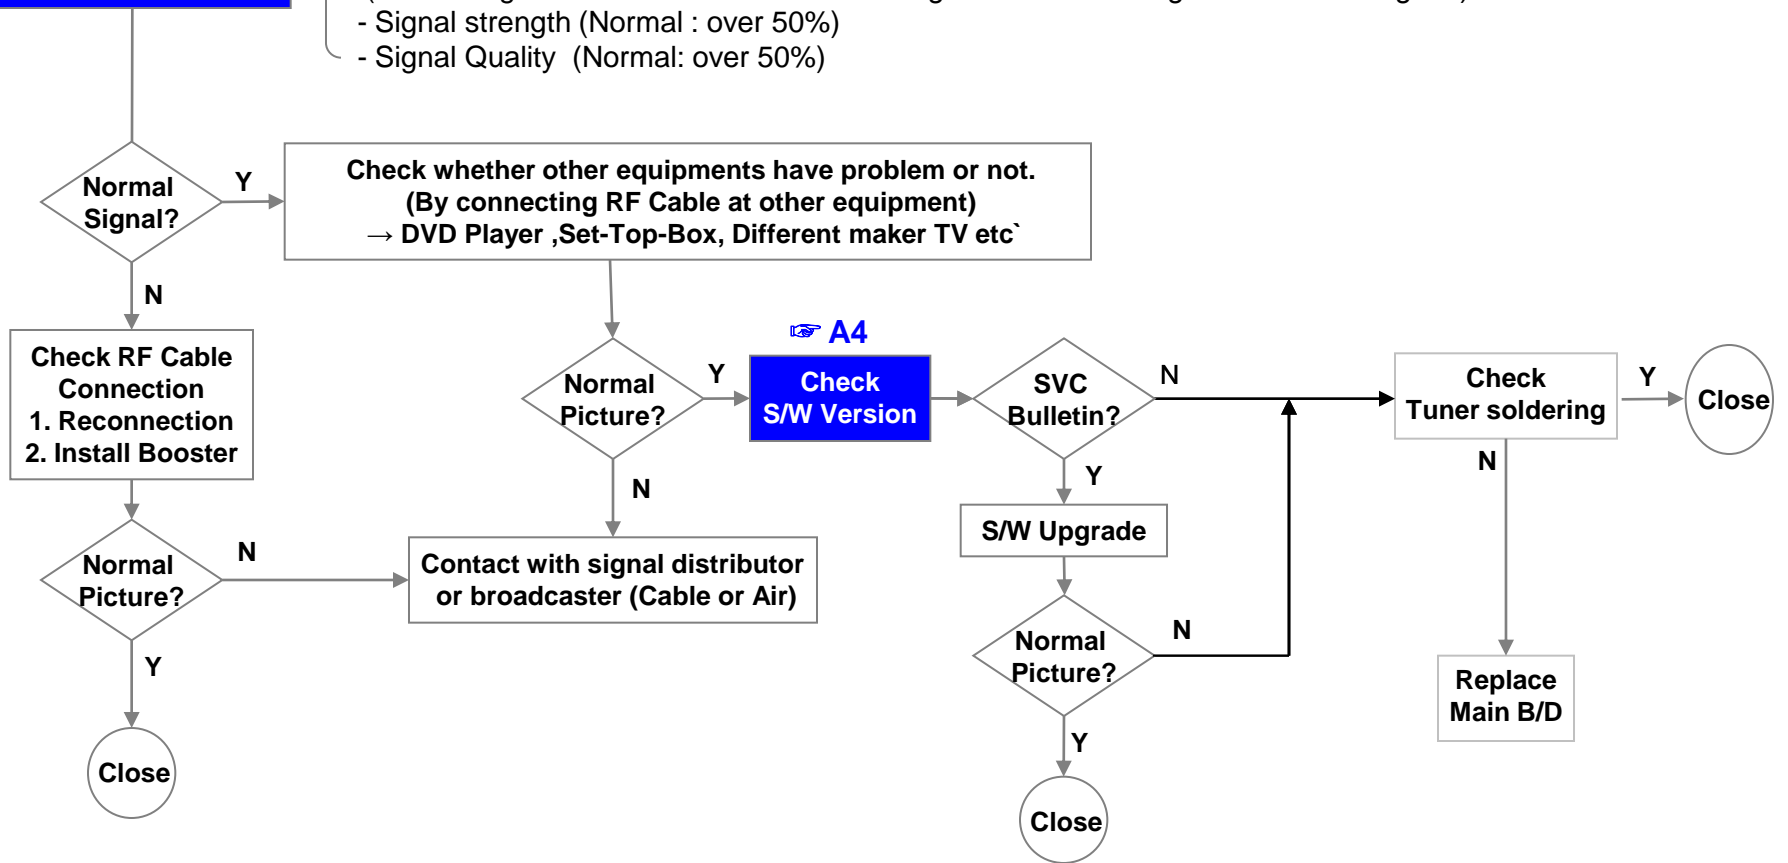 - Signal strength (Normal : over 50%)
- Signal Quality (Normal: over 50%)
Normal
Signal?
Y
Check whether other equipments have problem or not.
(By connecting RF Cable at other equipment)
→ DVD Player ,Set-Top-Box, Different maker TV etc`
N
Check RF Cable
Connection
1. Reconnection
2. Install Booster
Normal
Picture?
N
Y
Close
Normal
Picture?
Y
N
Contact with signal distributor
or broadcaster (Cable or Air)
☞ A4
Check
S/W Version
SVC
Bulletin?
N
Y
S/W Upgrade
Normal
Picture?
N
Y
Close
Check
Tuner soldering
Y
Close
N
Replace
Main B/D